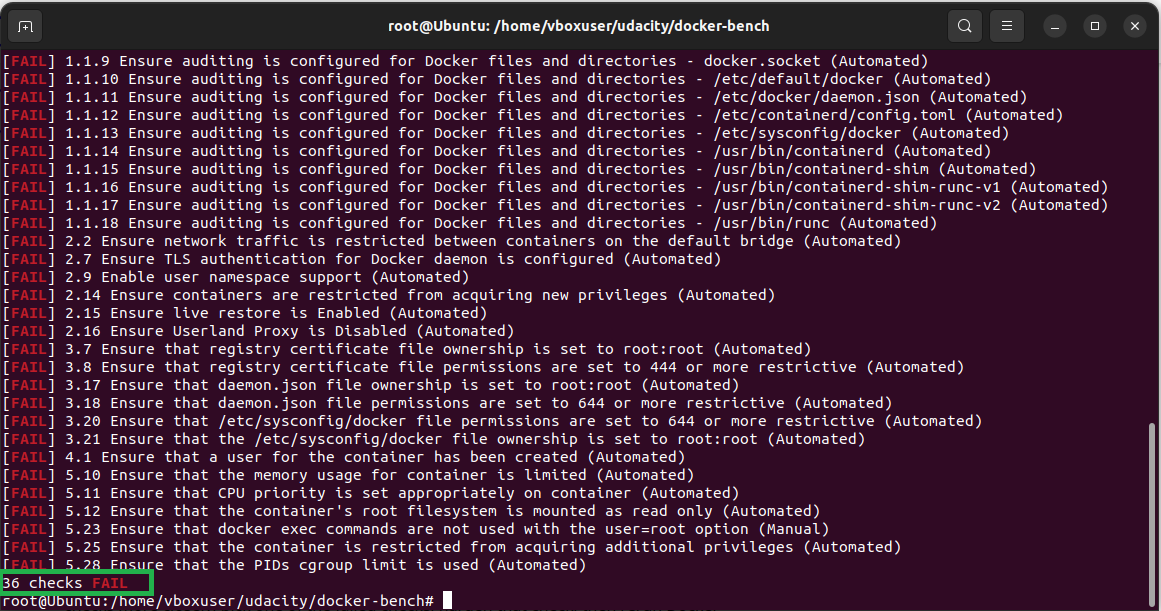 root@Ubuntu: /home/vboxuser/udacity/docker-bench
[FAIL] 1.1.9 Ensure auditing is configured for Docker files and directories - docker.socket (Automated)
[FAIL] 1.1.10 Ensure auditing is configured for Docker files and directories - /etc/default/docker (Automated)
[FAIL] 1.1.11 Ensure auditing is configured for Docker files and directories - /etc/docker/daemon.json (Automated)
[FAIL] 1.1.12 Ensure auditing is configured for Docker files and directories - /etc/containerd/config.toml (Automated)
[FAIL] 1.1.13 Ensure auditing is configured for Docker files and directories - /etc/sysconfig/docker (Automated)
[FAIL] 1.1.14 Ensure auditing is configured for Docker files and directories - /usr/bin/containerd (Automated)
[FAIL] 1.1.15 Ensure auditing is configured for Docker files and directories - /usr/bin/containerd-shim (Automated)
[FAIL] 1.1.16 Ensure auditing is configured for Docker files and directories - /usr/bin/containerd-shim-runc-v1 (Automated)
[FAIL] 1.1.17 Ensure auditing is configured for Docker files and directories - /usr/bin/containerd-shim-runc-v2 (Automated)
[FAIL] 1.1.18 Ensure auditing is configured for Docker files and directories - /usr/bin/runc (Automated)
[FAIL] 2.2 Ensure network traffic is restricted between containers on the default bridge (Automated)
[FAIL] 2.7 Ensure TLS authentication for Docker daemon is configured (Automated)
[FAIL] 2.9 Enable user namespace support (Automated)
[FAIL] 2.14 Ensure containers are restricted from acquiring new privileges (Automated)
[FAIL] 2.15 Ensure live restore is Enabled (Automated)
[FAIL] 2.16 Ensure Userland Proxy is Disabled (Automated)
[FAIL] 3.7 Ensure that registry certificate file ownership is set to root:root (Automated)
[FAIL] 3.8 Ensure that registry certificate file permissions are set to 444 or more restrictive (Automated)
[FAIL] 3.17 Ensure that daemon.json file ownership is set to root:root (Automated)
[FAIL] 3.18 Ensure that daemon.json file permissions are set to 644 or more restrictive (Automated)
[FAIL] 3.20 Ensure that /etc/sysconfig/docker file permissions are set to 644 or more restrictive (Automated)
[FAIL] 3.21 Ensure that the /etc/sysconfig/docker file ownership is set to root:root (Automated)
[FAIL] 4.1 Ensure that a user for the container has been created (Automated)
[FAIL] 5.10 Ensure that the memory usage for container is limited (Automated)
[FAIL] 5.11 Ensure that CPU priority is set appropriately on container (Automated)
[FAIL] 5.12 Ensure that the container's root filesystem is mounted as read only (Automated)
[FAIL] 5.23 Ensure that docker exec commands are not used with the user=root option (Manual)
[FAIL] 5.25 Ensure that the container is restricted from acquiring additional privileges (Automated)
[FAIL] 5.28 Ensure that the PIDs cgroup limit is used (Automated)
36 checks FAIL
root@Ubuntu:/home/vboxuser/udacity/docker-bench#